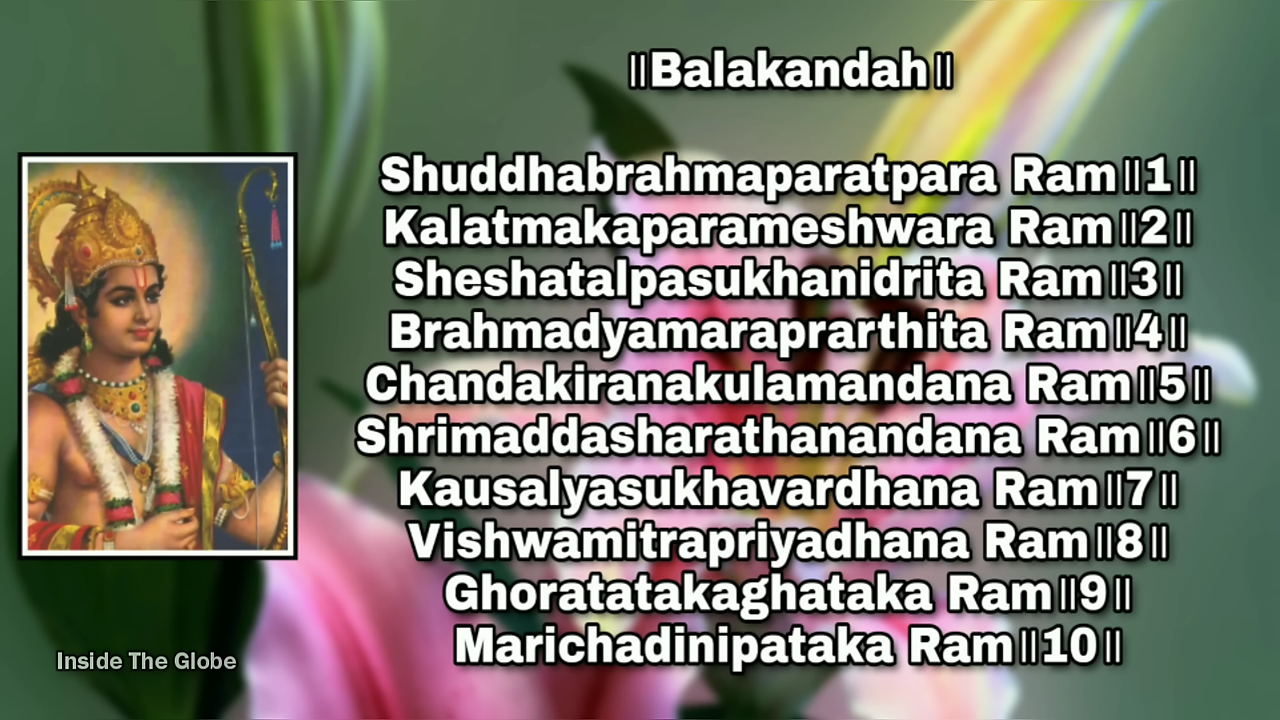 ॥Balakandah॥
Shuddhabrahmaparatpara Ram॥1॥
Kalatmakaparameshwara Ram॥2॥
Sheshatalpasukhanidrita Ram॥3॥
Brahmadyamaraprarthita Ram॥4॥
Chandakiranakulamandana Ram॥5॥
Shrimaddasharathanandana Ram॥6॥
Kausalyasukhavardhana Ram॥7॥
Vishwamitrapriyadhana Ram॥8॥
Ghoratatakaghataka Ram॥9॥
Marichadinipataka Ram॥10॥
Inside The Globe